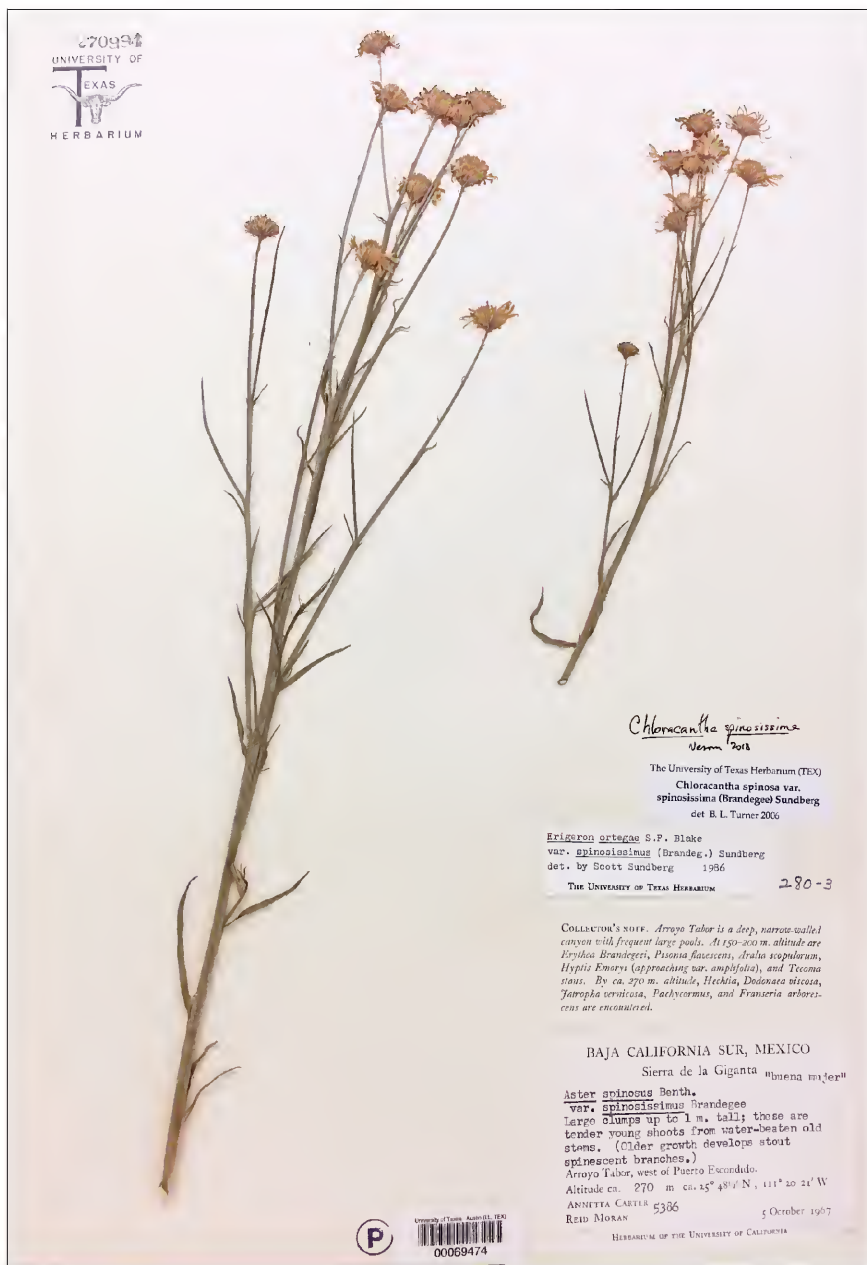 UNIVERSITY OF
TEXAS
HERBARIUM
Chloracantha spinosissima
Nesom 2018
The University of Texas Herbarium (TEX)
Chloracantha spinosa var.
spinosissima (Brandegee) Sundberg
det B. L. Turner 2006
Erigeron ortegae S.F. Blake
var. spinosissimus (Brandeg.) Sundberg
det. by Scott Sundberg 1986
THE UNIVERSITY OF TEXAS HERBARIUM
280-3
COLLECTOR'S NOTE. Arroyo Tabor is a deep, narrow-walled
canyon with frequent large pools. At 150-200 m. altitude are
Erythea Brandegeei, Pisonia flavescens, Aralia scopulorum,
Hyptis Emoryi (approaching var. amplifolia), and Tecoma
stans. By ca. 270 m. altitude, Hechtia, Dodonaea viscosa,
Jatropha vernicosa, Pachycormus, and Franseria arbores-
cens are encountered.
BAJA CALIFORNIA SUR, MEXICO
Sierra de la Giganta "buena mujer"
Aster spinosus Benth.
var. spinosissimus Brandegee
Large clumps up to 1 m. tall; these are
tender young shoots from water-beaten old
stems. (Older growth develops stout
spinescent branches.)
Arroyo Tabor, west of Puerto Escondido.
Altitude ca. 270 m ca. 25° N, 111° 20 21' W
ANNETTA CARTER 5386
REID MORAN 5 October 1967
HERBARIUM OF THE UNIVERSITY OF CALIFORNIA
P
00069474